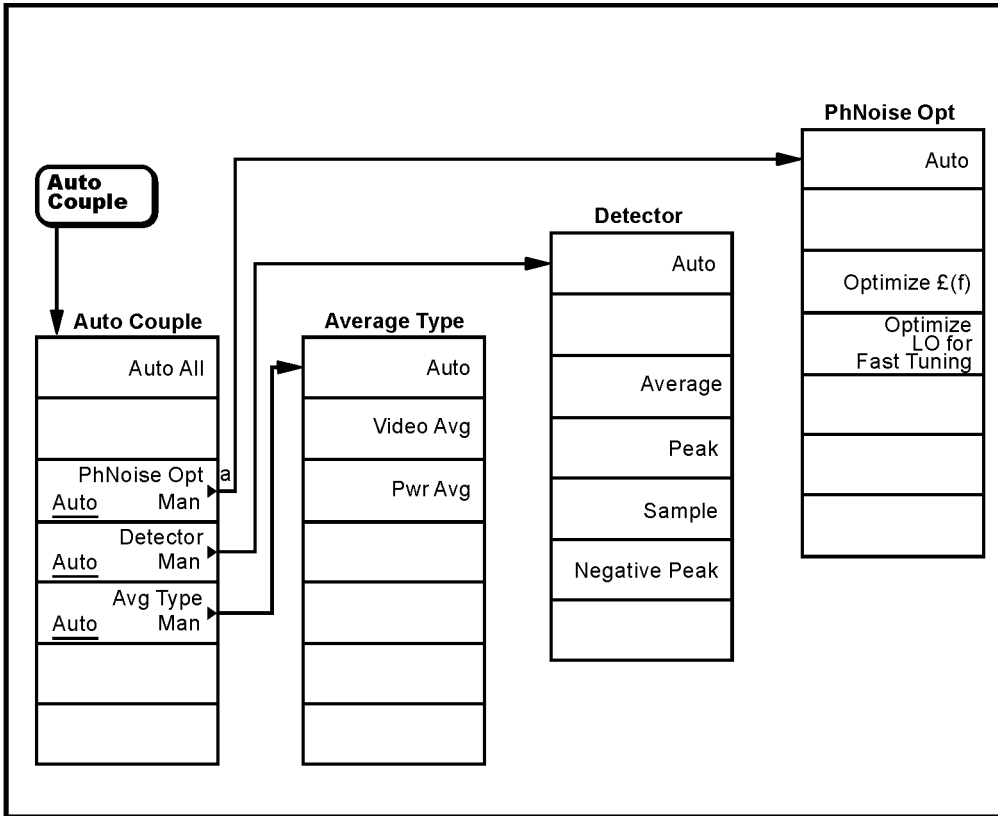 PhNoise Opt
Auto
Optimize £(f)
Optimize
LO for
Fast Tuning
Auto
Couple
Detector
Auto
Average
Peak
Sample
Negative Peak
Auto Couple
Auto All
PhNoise Opt a
Auto Man
Detector
Auto Man
Avg Type
Auto Man
Average Type
Auto
Video Avg
Pwr Avg